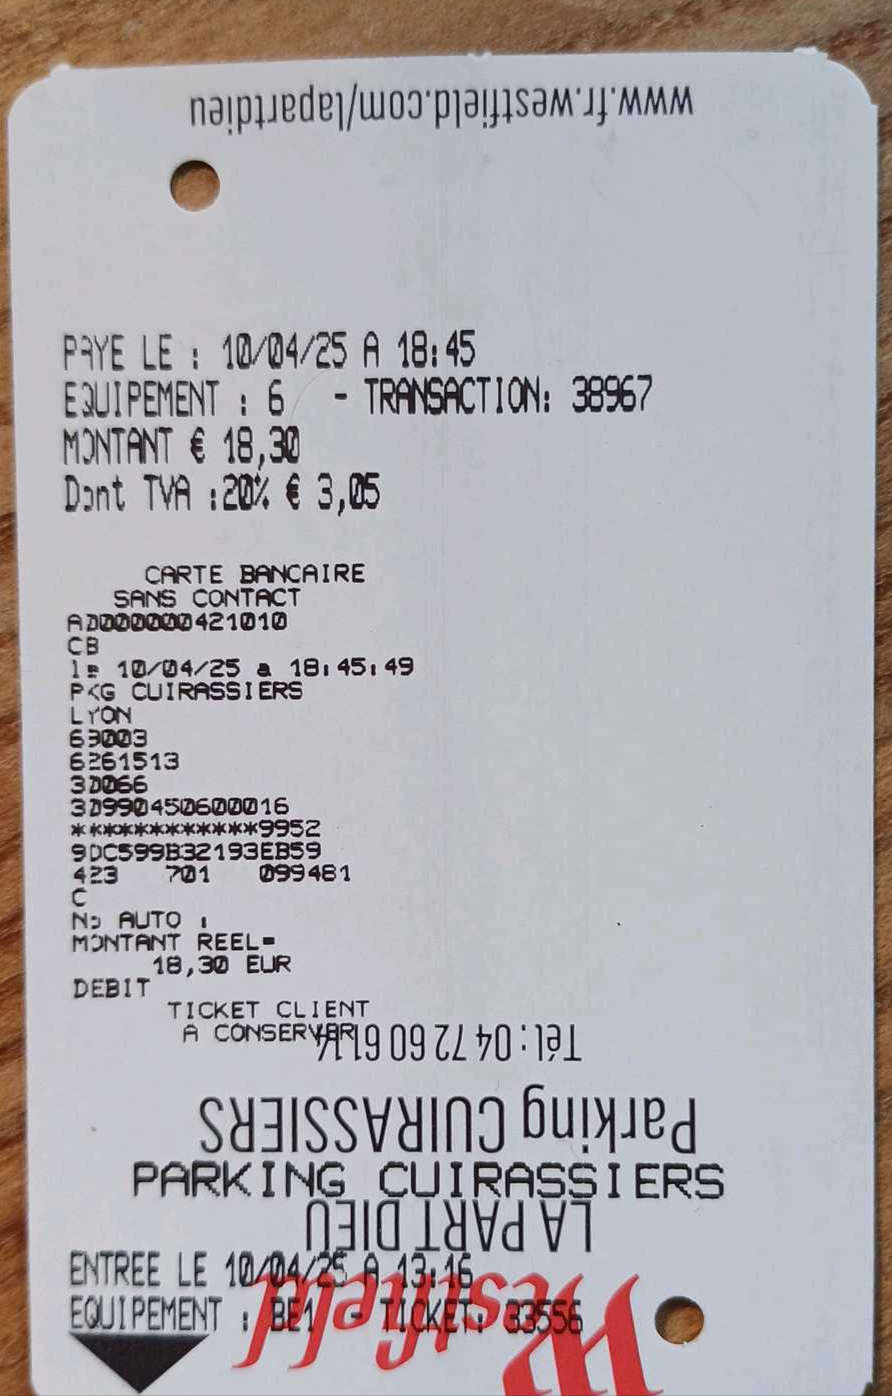 www.fr.westfield.com/lapartdieu
PAYE LE : 10/04/25 A 18:45
EQUIPEMENT : 6 - TRANSACTION: 38967
MONTANT € 18,30
Dont TVA :20% € 3,05
CARTE BANCAIRE
SANS CONTACT
A0000000421010
CB
le 10/04/25 a 18:45:49
PKG CUIRASSIERS
LYON
69003
6261513
30066
30990450600016
************9952
9DC599B32193EB59
423 701 099481
C
No AUTO :
MONTANT REEL=
18,30 EUR
DEBIT
TICKET CLIENT
A CONSERVER
Tél : 04 72 60 61 14
Parking CUIRASSIERS
PARKING CUIRASSIERS
LA PART DIEU
ENTREE LE 10/04/25 A 13:16
EQUIPEMENT : BE1 - TICKET: 33556
Westfield